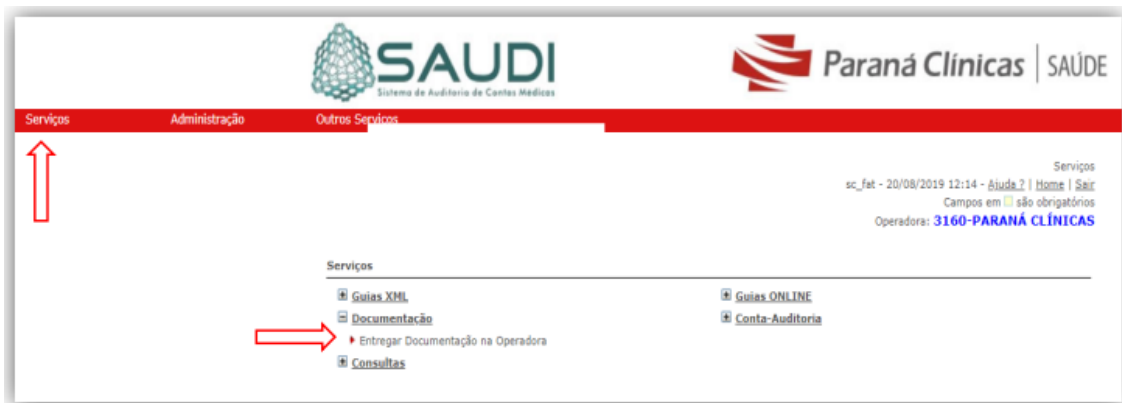 SAUDI
Sistema de Auditoria de Contas Médicas
Paraná Clínicas | SAÚDE
Serviços Administração Outros Serviços
Serviços
sc_fat - 20/08/2019 12:14 - Ajuda ? | Home | Sair
Campos em são obrigatórios
Operadora: 3160-PARANÁ CLÍNICAS
Serviços
Guias XML Guias ONLINE
Documentação Conta-Auditoria
Entregar Documentação na Operadora
Consultas